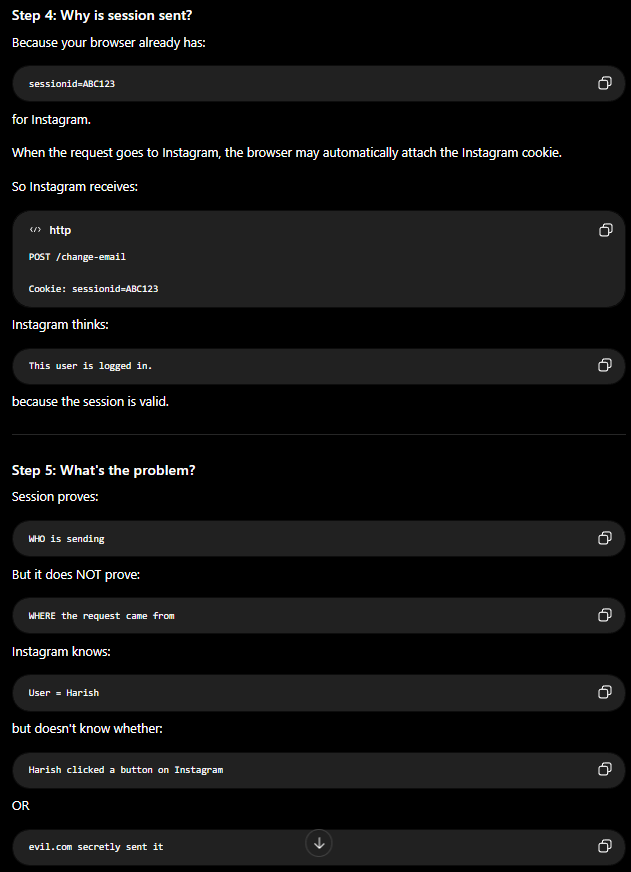 Step 4: Why is session sent?
Because your browser already has:
sessionid=ABC123
for Instagram.
When the request goes to Instagram, the browser may automatically attach the Instagram cookie.
So Instagram receives:
</> http
POST /change-email
Cookie: sessionid=ABC123
Instagram thinks:
This user is logged in.
because the session is valid.
Step 5: What's the problem?
Session proves:
WHO is sending
But it does NOT prove:
WHERE the request came from
Instagram knows:
User = Harish
but doesn't know whether:
Harish clicked a button on Instagram
OR
evil.com secretly sent it